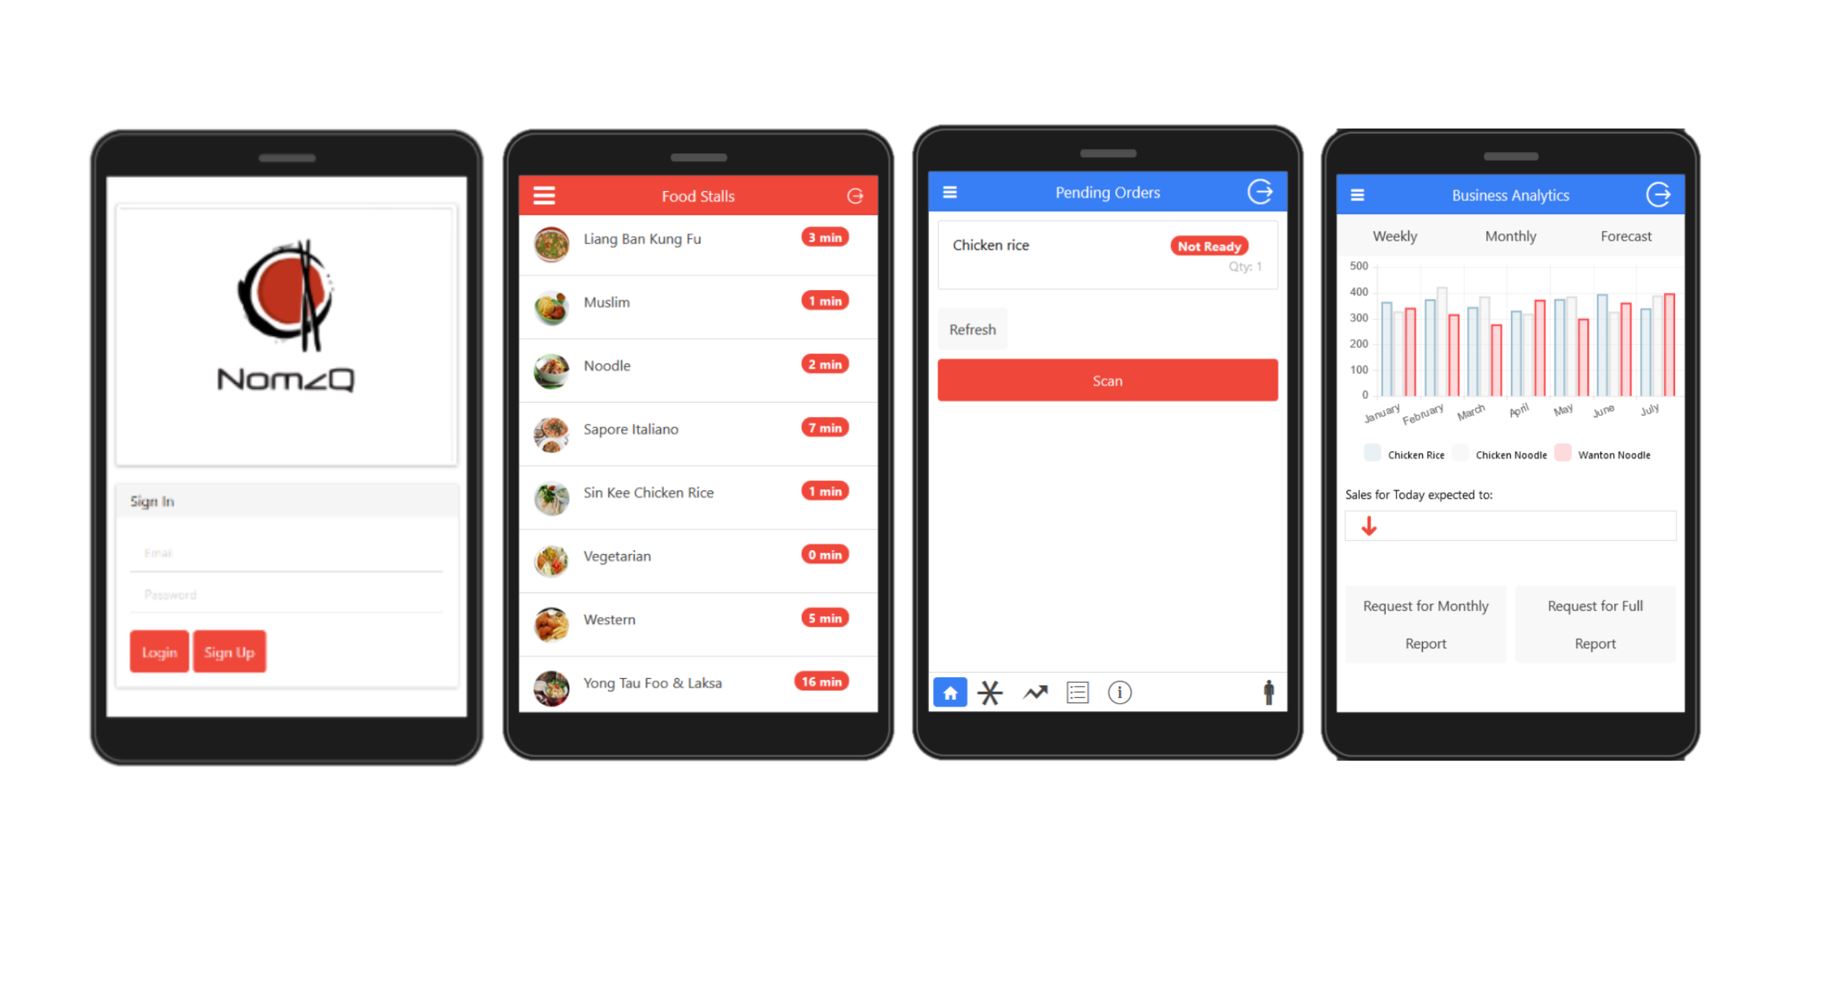 NomzQ
Sign In
Email
Password
Login Sign Up
Food Stalls
Liang Ban Kung Fu 3 min
Muslim 1 min
Noodle 2 min
Sapore Italiano 7 min
Sin Kee Chicken Rice 1 min
Vegetarian 0 min
Western 5 min
Yong Tau Foo & Laksa 16 min
Pending Orders
Chicken rice Not Ready
Qty: 1
Refresh
Scan
Business Analytics
Weekly Monthly Forecast
500
400
300
200
100
0
January February March April May June July
Chicken Rice Chicken Noodle Wanton Noodle
Sales for Today expected to:
Request for Monthly
Report
Request for Full
Report